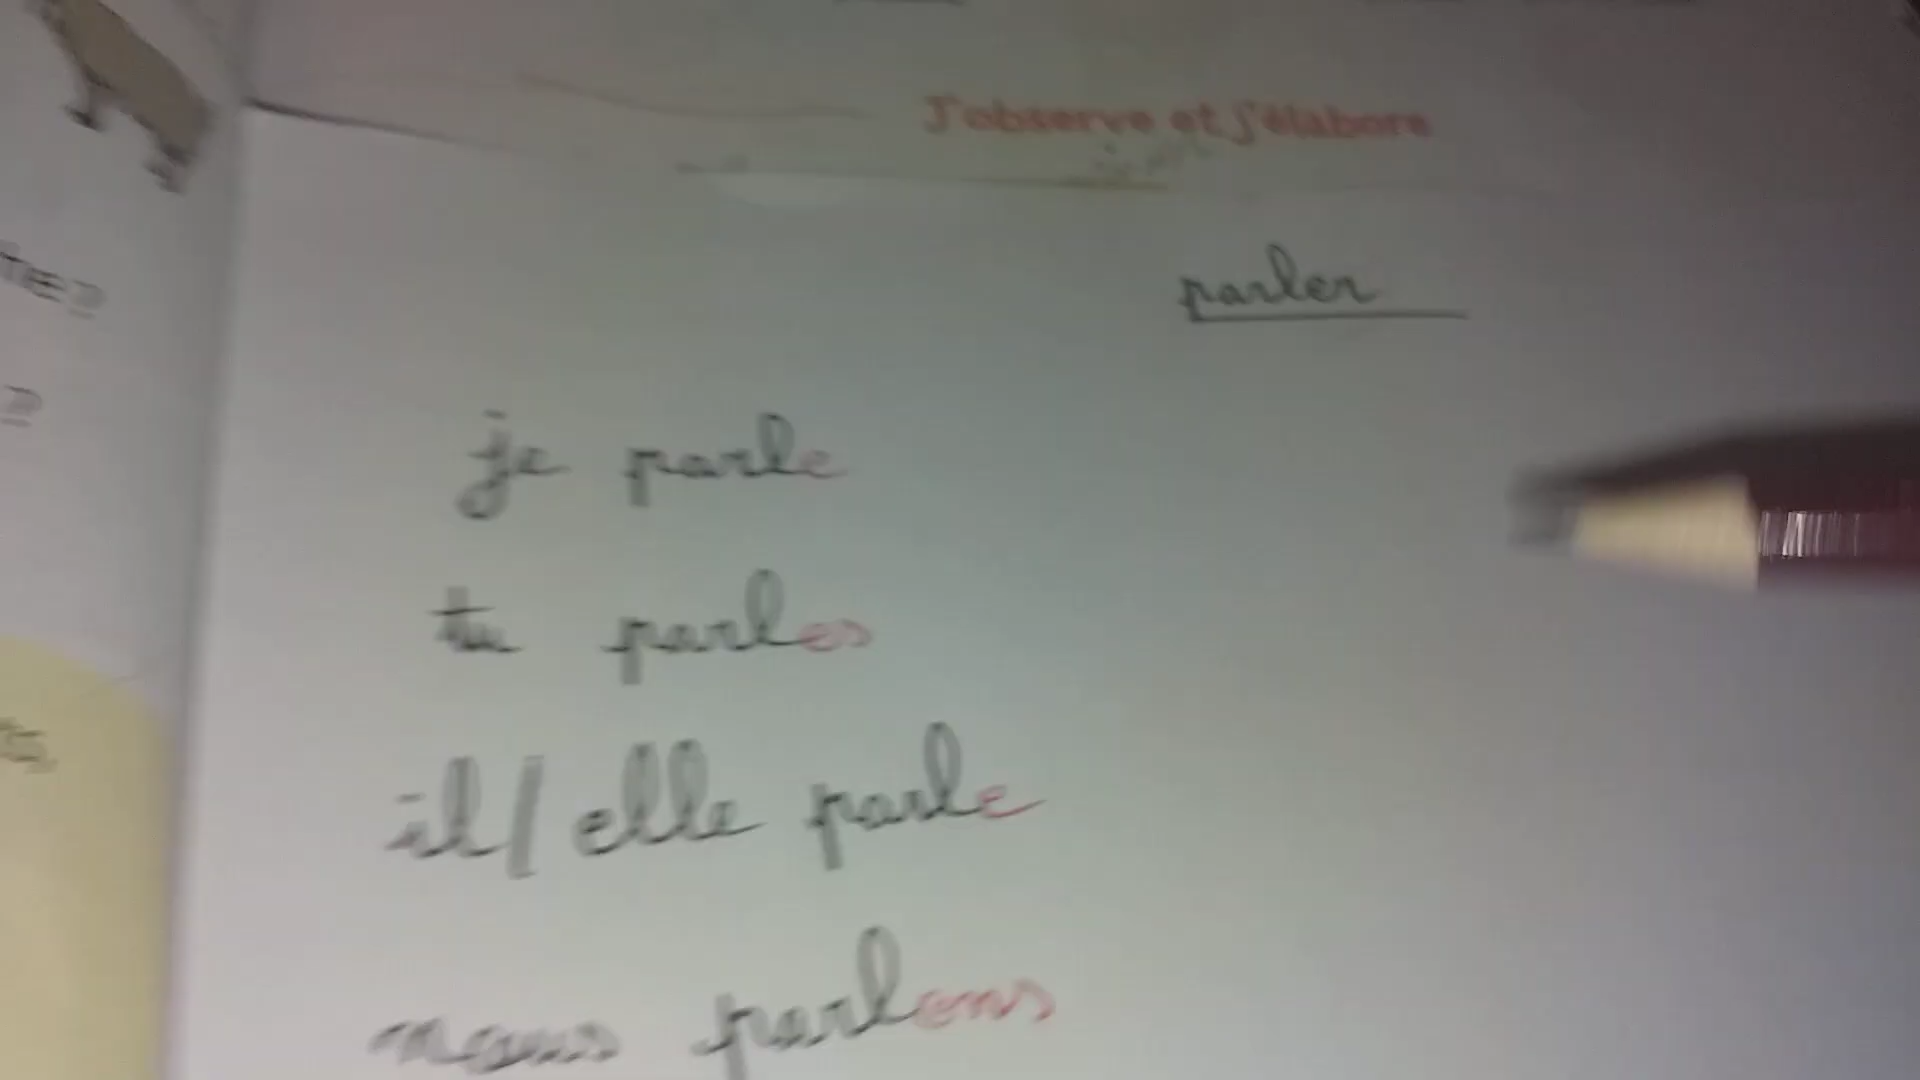 J'observe et j'élabore
parler
je parle
tu parles
il/elle parle
nous parlons